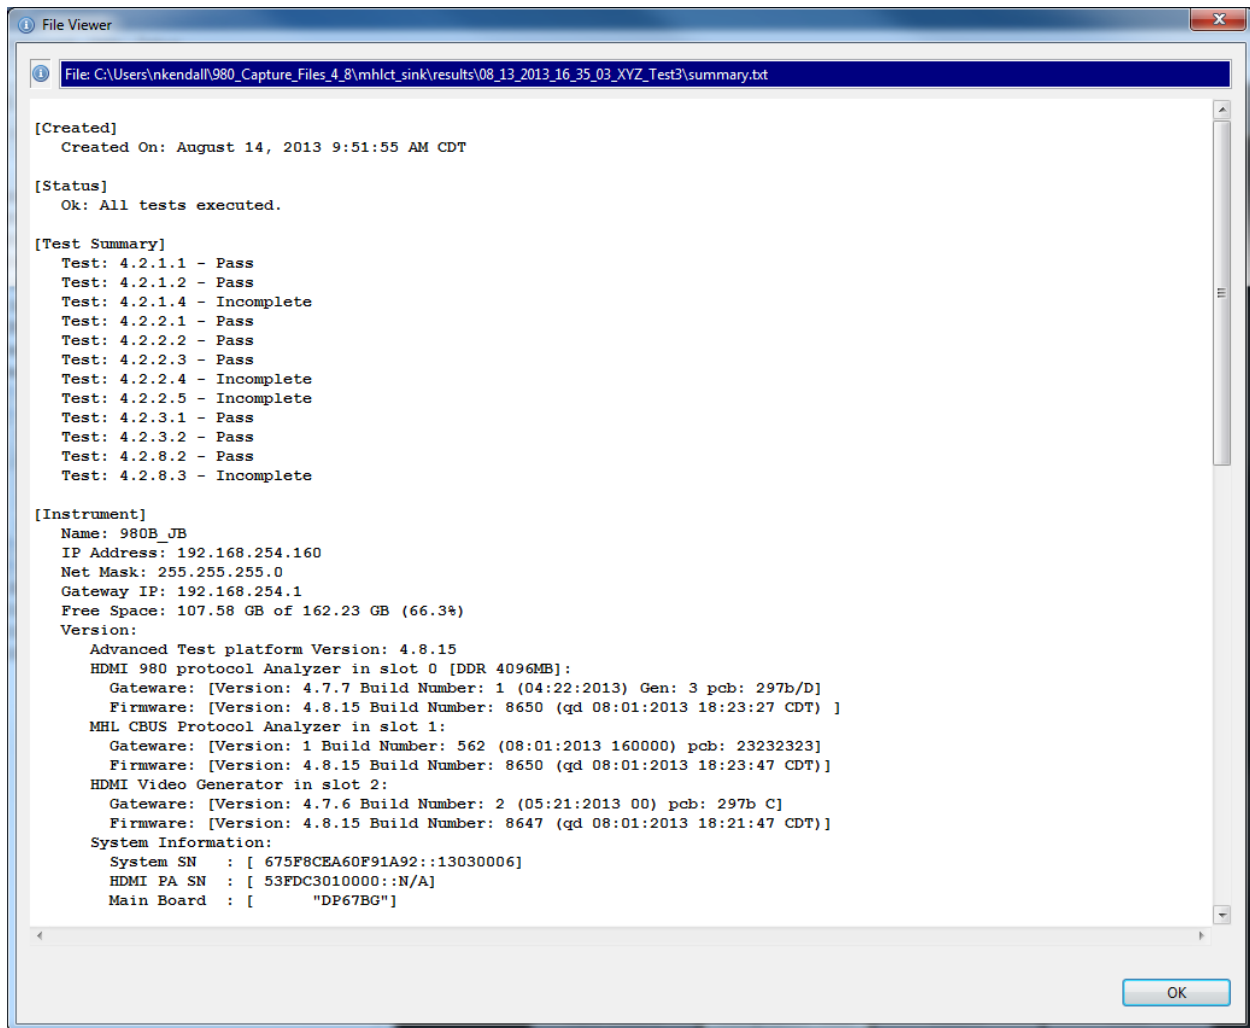 File Viewer
File: C:\Users\nkendall\980_Capture_Files_4_8\mhlct_sink\results\08_13_2013_16_35_03_XYZ_Test3\summary.txt
[Created]
Created On: August 14, 2013 9:51:55 AM CDT
[Status]
Ok: All tests executed.
[Test Summary]
Test: 4.2.1.1 - Pass
Test: 4.2.1.2 - Pass
Test: 4.2.1.4 - Incomplete
Test: 4.2.2.1 - Pass
Test: 4.2.2.2 - Pass
Test: 4.2.2.3 - Pass
Test: 4.2.2.4 - Incomplete
Test: 4.2.2.5 - Incomplete
Test: 4.2.3.1 - Pass
Test: 4.2.3.2 - Pass
Test: 4.2.8.2 - Pass
Test: 4.2.8.3 - Incomplete
[Instrument]
Name: 980B_JB
IP Address: 192.168.254.160
Net Mask: 255.255.255.0
Gateway IP: 192.168.254.1
Free Space: 107.58 GB of 162.23 GB (66.3%)
Version:
Advanced Test platform Version: 4.8.15
HDMI 980 protocol Analyzer in slot 0 [DDR 4096MB]:
Gateware: [Version: 4.7.7 Build Number: 1 (04:22:2013) Gen: 3 pcb: 297b/D]
Firmware: [Version: 4.8.15 Build Number: 8650 (qd 08:01:2013 18:23:27 CDT) ]
MHL CBUS Protocol Analyzer in slot 1:
Gateware: [Version: 1 Build Number: 562 (08:01:2013 160000) pcb: 23232323]
Firmware: [Version: 4.8.15 Build Number: 8650 (qd 08:01:2013 18:23:47 CDT)]
HDMI Video Generator in slot 2:
Gateware: [Version: 4.7.6 Build Number: 2 (05:21:2013 00) pcb: 297b C]
Firmware: [Version: 4.8.15 Build Number: 8647 (qd 08:01:2013 18:21:47 CDT)]
System Information:
System SN : [ 675F8CEA60F91A92::13030006]
HDMI PA SN : [ 53FDC3010000::N/A]
Main Board : [ "DP67BG"]
OK